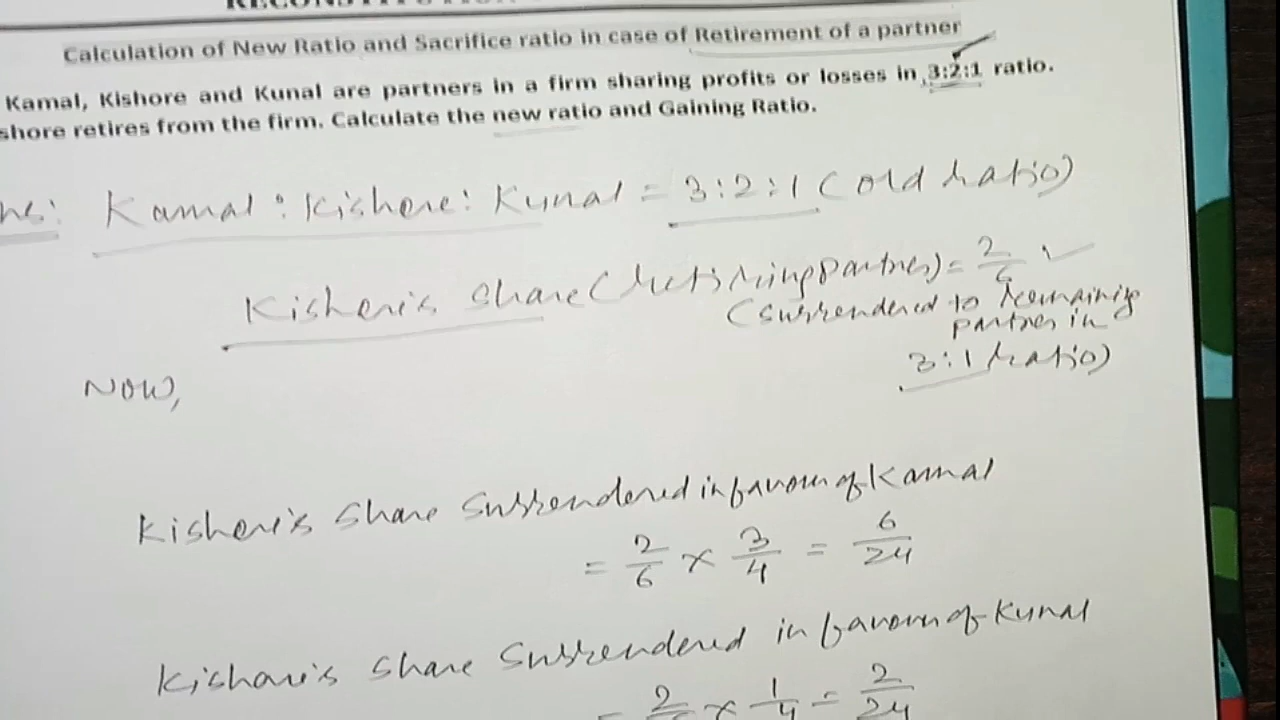 Calculation of New Ratio and Sacrifice ratio in case of Retirement of a partner
Kamal, Kishore and Kunal are partners in a firm sharing profits or losses in 3:2:1 ratio.
shore retires from the firm. Calculate the new ratio and Gaining Ratio.
ns: Kamal : Kishore : Kunal = 3:2:1 (old ratio)
Kishore's share (retiring partner) = 2/6
(surrendered to remaining
partner in
3:1 ratio)
Now,
Kishore's share surrendered in favour of Kamal
= 2/6 x 3/4 = 6/24
Kishore's share surrendered in favour of Kunal
= 2/6 x 1/4 = 2/24